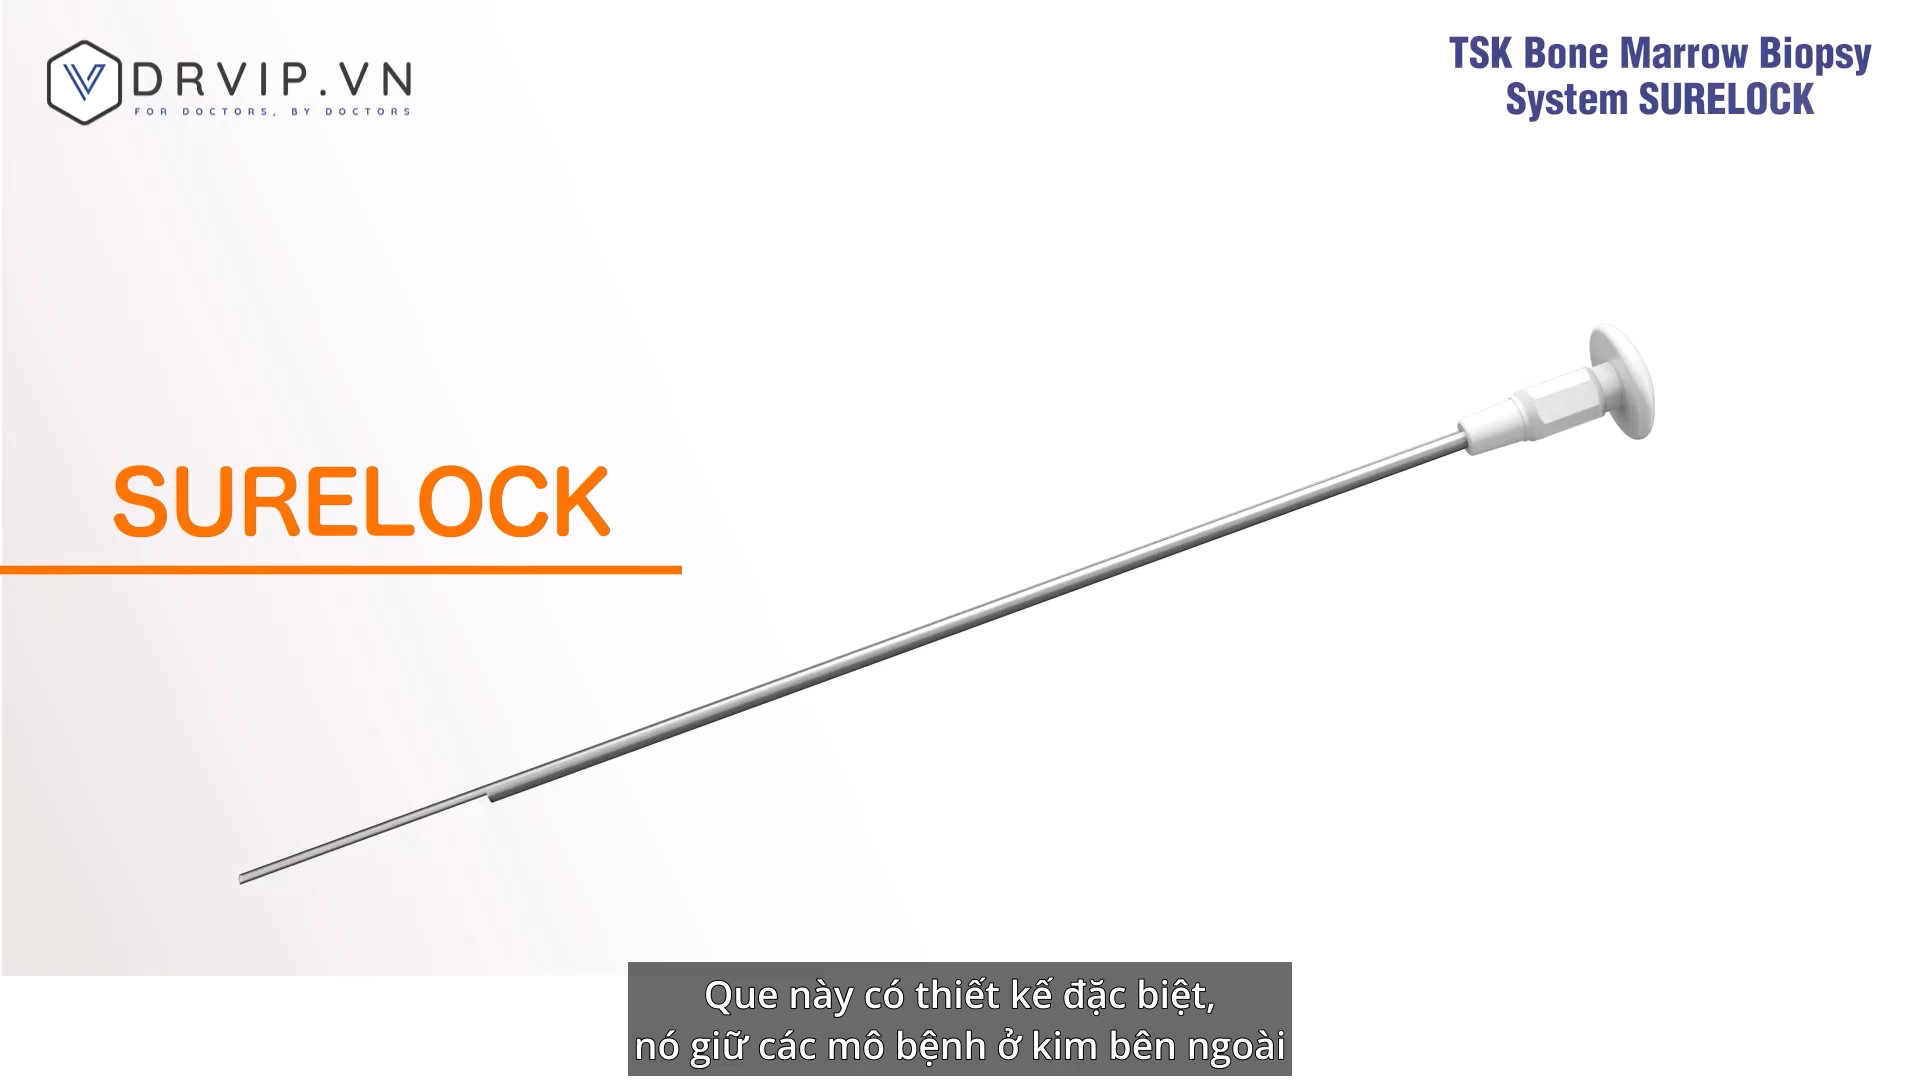 DRVIP.VN
FOR DOCTORS, BY DOCTORS
TSK Bone Marrow Biopsy
System SURELOCK
SURELOCK
Que này có thiết kế đặc biệt,
nó giữ các mô bệnh ở kim bên ngoài